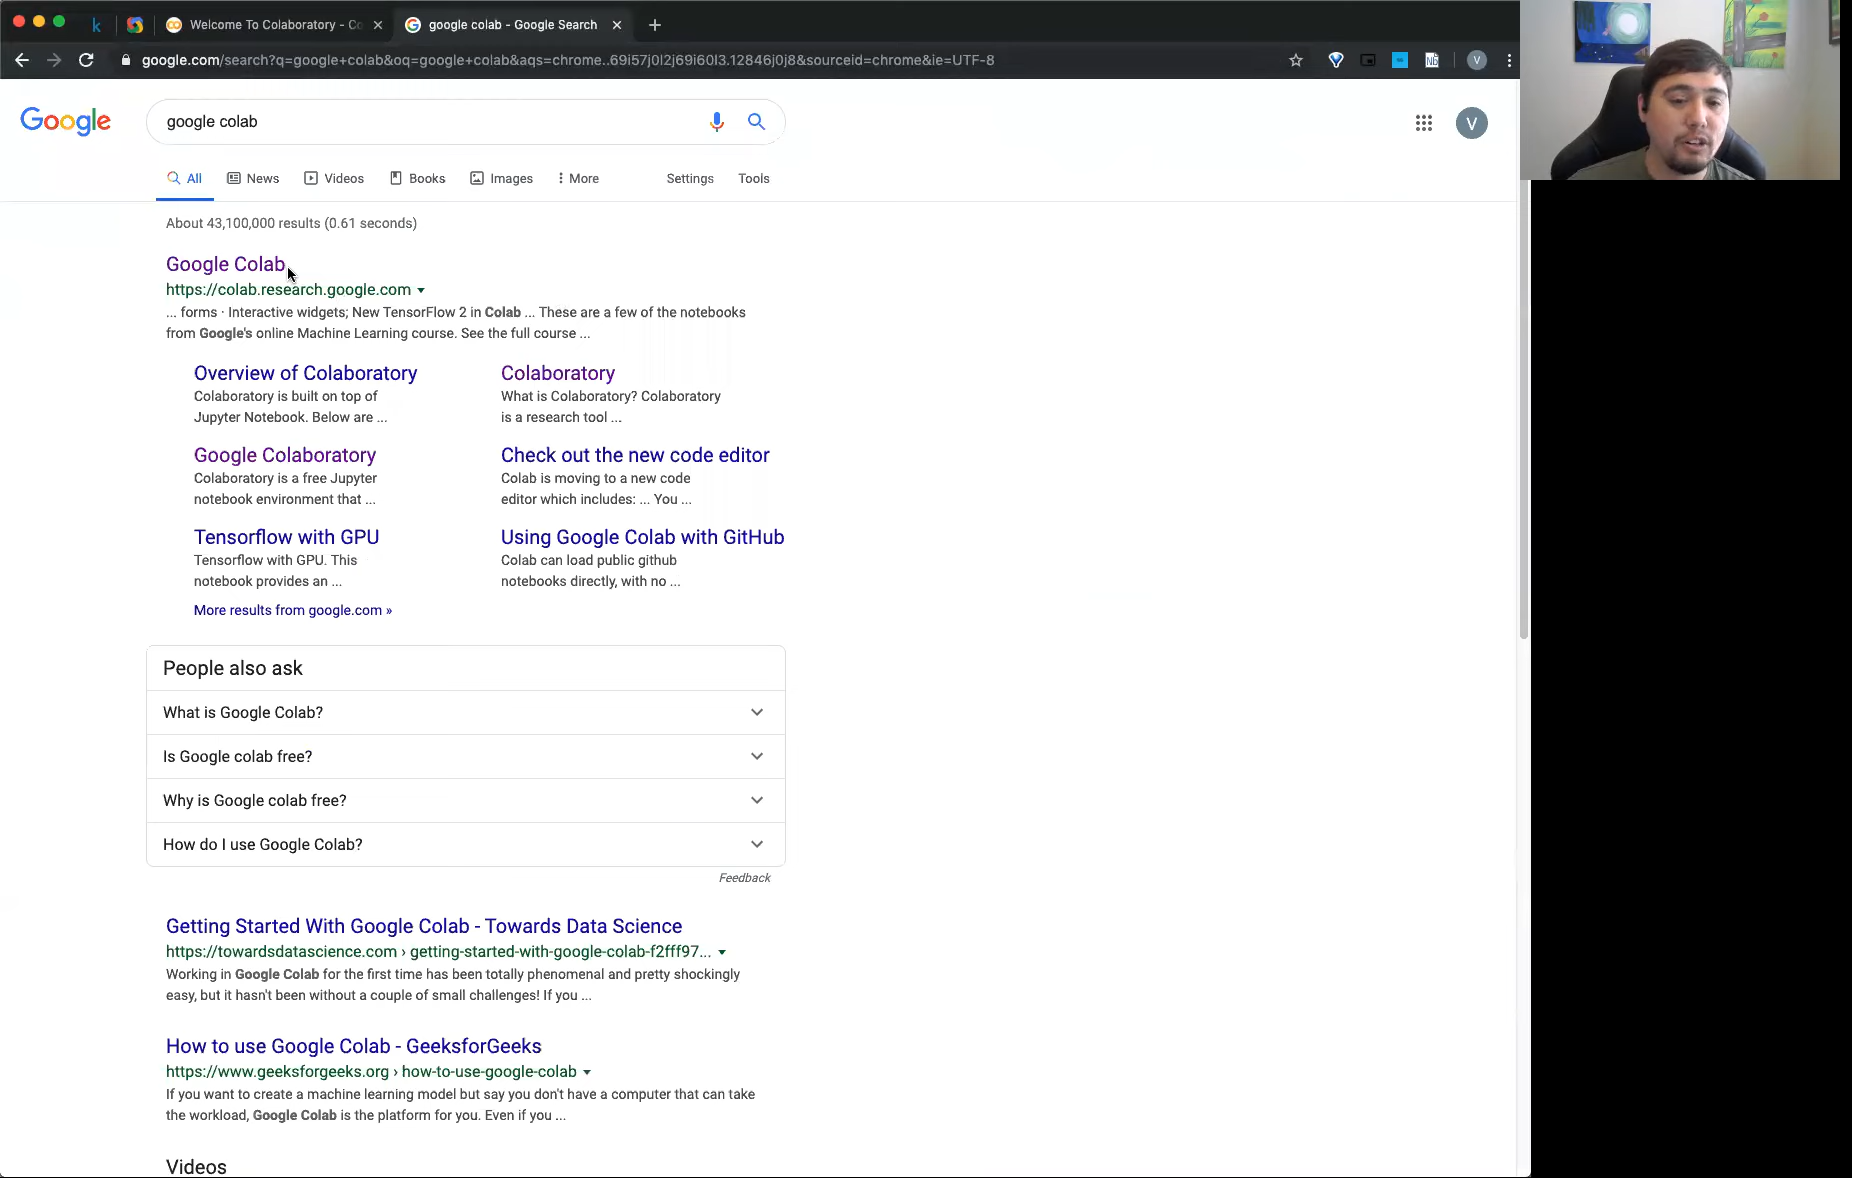 k
Welcome To Colaboratory - Co
google colab - Google Search
google.com/search?q=google+colab&oq=google+colab&aqs=chrome..69i57j0l2j69i60l3.12846j0j8&sourceid=chrome&ie=UTF-8
V
Google
google colab
V
All
News
Videos
Books
Images
More
Settings
Tools
About 43,100,000 results (0.61 seconds)
Google Colab
https://colab.research.google.com
... forms · Interactive widgets; New TensorFlow 2 in Colab ... These are a few of the notebooks
from Google's online Machine Learning course. See the full course ...
Overview of Colaboratory
Colaboratory is built on top of
Jupyter Notebook. Below are ...
Colaboratory
What is Colaboratory? Colaboratory
is a research tool ...
Google Colaboratory
Colaboratory is a free Jupyter
notebook environment that ...
Check out the new code editor
Colab is moving to a new code
editor which includes: ... You ...
Tensorflow with GPU
Tensorflow with GPU. This
notebook provides an ...
Using Google Colab with GitHub
Colab can load public github
notebooks directly, with no ...
More results from google.com »
People also ask
What is Google Colab?
Is Google colab free?
Why is Google colab free?
How do I use Google Colab?
Feedback
Getting Started With Google Colab - Towards Data Science
https://towardsdatascience.com › getting-started-with-google-colab-f2fff97...
Working in Google Colab for the first time has been totally phenomenal and pretty shockingly
easy, but it hasn't been without a couple of small challenges! If you ...
How to use Google Colab - GeeksforGeeks
https://www.geeksforgeeks.org › how-to-use-google-colab
If you want to create a machine learning model but say you don't have a computer that can take
the workload, Google Colab is the platform for you. Even if you ...
Videos